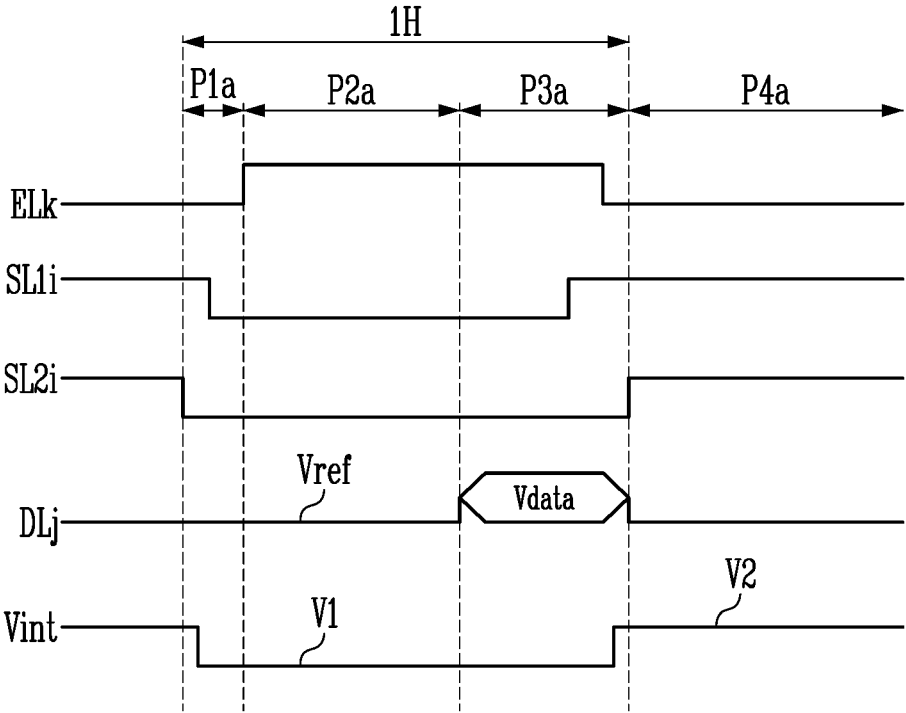 1H
P1a P2a P3a P4a
ELk
SL1i
SL2i
Vref
Vdata
DLj
V1 V2
Vint